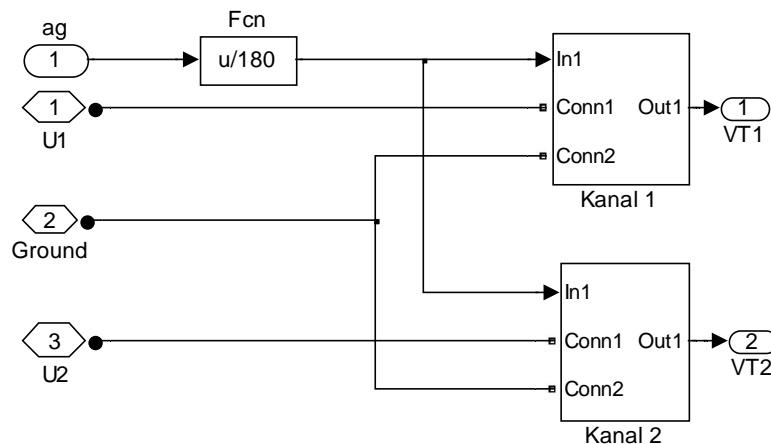 ag
1
Fcn
u/180
1
U1
In1
Conn1
Out1
Conn2
Kanal 1
1
VT1
2
Ground
3
U2
In1
Conn1
Out1
Conn2
Kanal 2
2
VT2